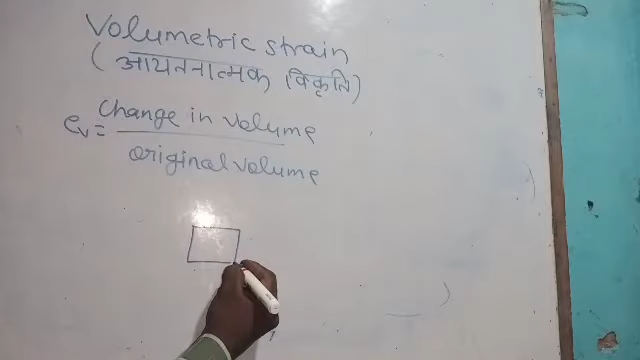 Volumetric strain
(आयतनात्मक विकृति)
ev = Change in volume
original volume